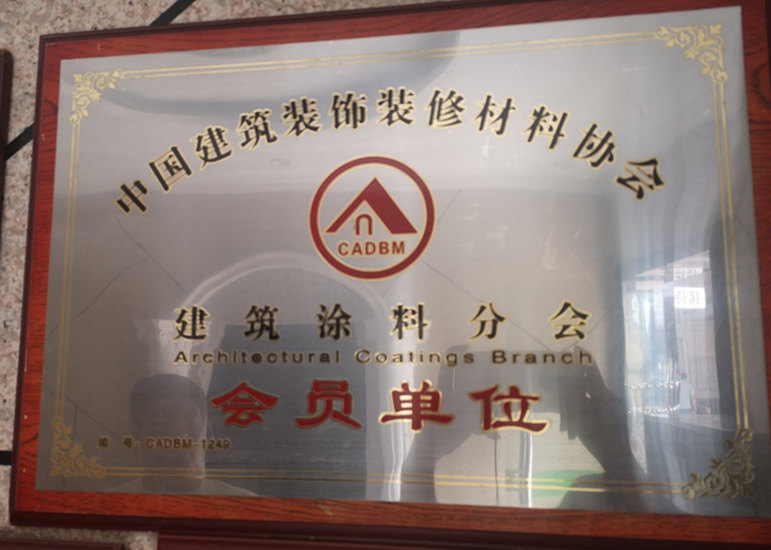 中国建筑装饰装修材料协会
CADBM
建筑涂料分会
Architectural Coatings Branch
会员单位
编号:CADBM-1249